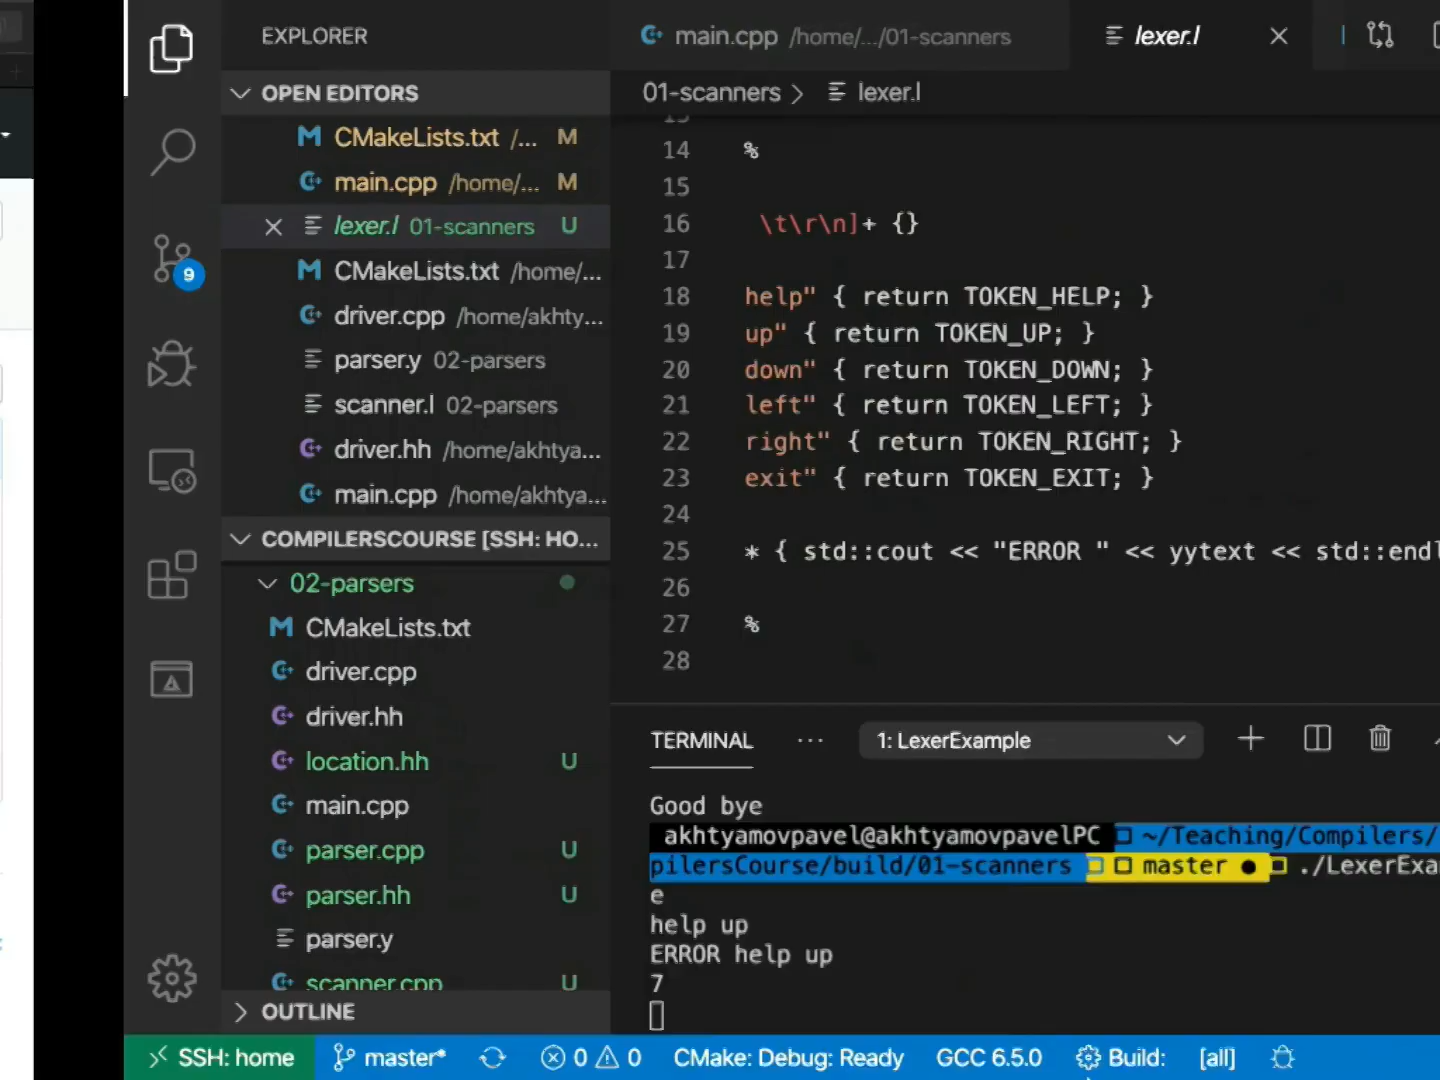 EXPLORER
main.cpp /home/.../01-scanners
lexer.l
OPEN EDITORS
01-scanners > lexer.l
CMakeLists.txt /... M
main.cpp /home/... M
lexer.l 01-scanners U
CMakeLists.txt /home/...
driver.cpp /home/akhty...
parser.y 02-parsers
scanner.l 02-parsers
driver.hh /home/akhtya...
main.cpp /home/akhtya...
COMPILERSCOURSE [SSH: HO...
02-parsers
CMakeLists.txt
driver.cpp
driver.hh
location.hh U
main.cpp
parser.cpp U
parser.hh U
parser.y
scanner.cpp U
OUTLINE
9
14 %
15
16 \t\r\n]+ {}
17
18 help" { return TOKEN_HELP; }
19 up" { return TOKEN_UP; }
20 down" { return TOKEN_DOWN; }
21 left" { return TOKEN_LEFT; }
22 right" { return TOKEN_RIGHT; }
23 exit" { return TOKEN_EXIT; }
24
25 * { std::cout << "ERROR " << yytext << std::endl
26
27 %
28
TERMINAL ... 1: LexerExample
Good bye
akhtyamovpavel@akhtyamovpavelPC ~/Teaching/Compilers/
pilersCourse/build/01-scanners master ● ./LexerExa
e
help up
ERROR help up
7
SSH: home master* 0 0 CMake: Debug: Ready GCC 6.5.0 Build: [all]